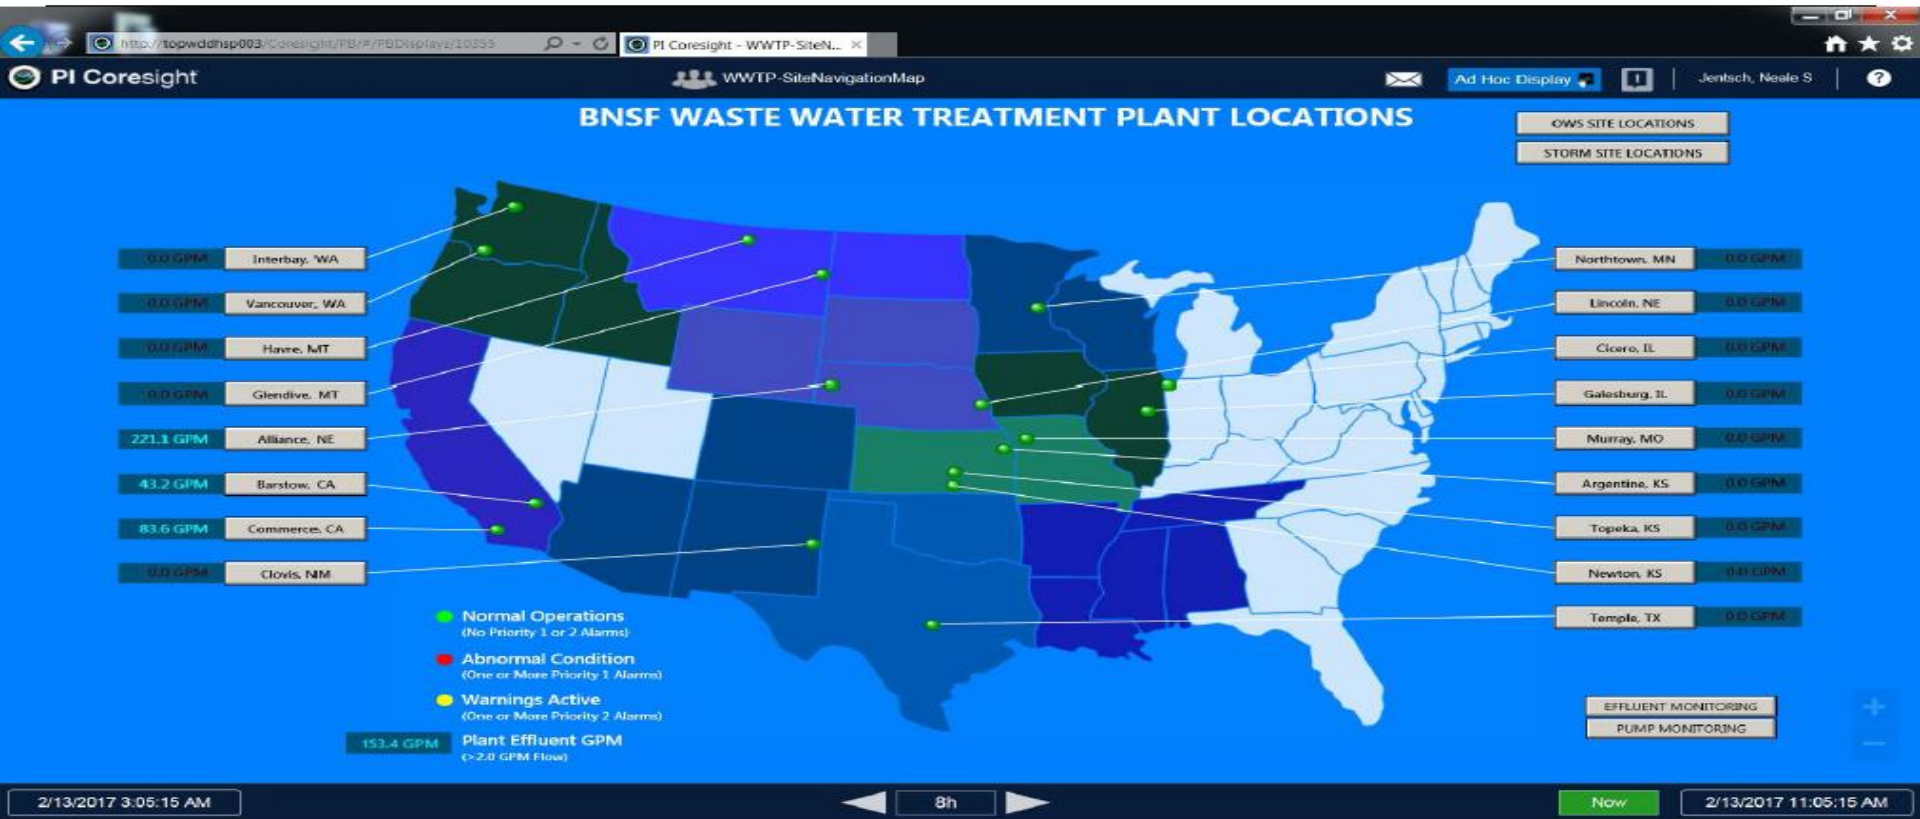 http://topwddhsp003/Coresight/PB/#/PBDisplays/10355
PI Coresight - WWTP-SiteN...
PI Coresight
WWTP-SiteNavigationMap
Ad Hoc Display
Jentsch, Neale S
BNSF WASTE WATER TREATMENT PLANT LOCATIONS
OWS SITE LOCATIONS
STORM SITE LOCATIONS
0.0 GPM Interbay, WA
0.0 GPM Vancouver, WA
0.0 GPM Havre, MT
0.0 GPM Glendive, MT
221.1 GPM Alliance, NE
43.2 GPM Barstow, CA
83.6 GPM Commerce, CA
0.0 GPM Clovis, NM
Northtown, MN 0.0 GPM
Lincoln, NE 0.0 GPM
Cicero, IL 0.0 GPM
Galesburg, IL 0.0 GPM
Murray, MO 0.0 GPM
Argentine, KS 0.0 GPM
Topeka, KS 0.0 GPM
Newton, KS 0.0 GPM
Temple, TX 0.0 GPM
Normal Operations
(No Priority 1 or 2 Alarms)
Abnormal Condition
(One or More Priority 1 Alarms)
Warnings Active
(One or More Priority 2 Alarms)
153.4 GPM Plant Effluent GPM
(>2.0 GPM Flow)
EFFLUENT MONITORING
PUMP MONITORING
2/13/2017 3:05:15 AM
8h
Now
2/13/2017 11:05:15 AM